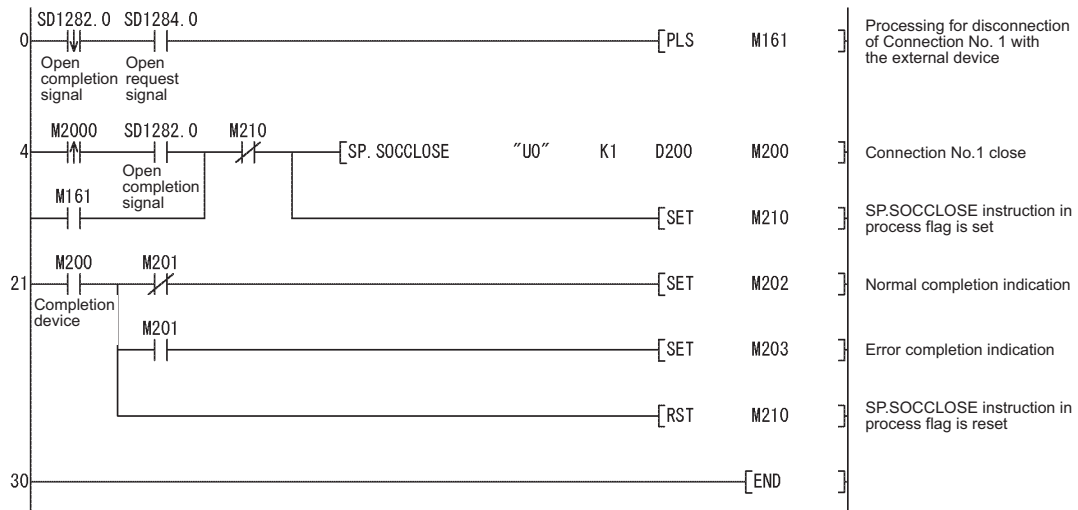 SD1282.0 SD1284.0
0 [PLS M161 ] Processing for disconnection
of Connection No. 1 with
the external device
Open Open
completion request
signal signal
M2000 SD1282.0 M210
4 [SP.SOCCLOSE "U0" K1 D200 M200 ] Connection No.1 close
Open
completion
signal
M161
[SET M210 ] SP.SOCCLOSE instruction in
process flag is set
M200 M201
21 [SET M202 ] Normal completion indication
Completion
device
M201
[SET M203 ] Error completion indication
[RST M210 ] SP.SOCCLOSE instruction in
process flag is reset
30 [END ]